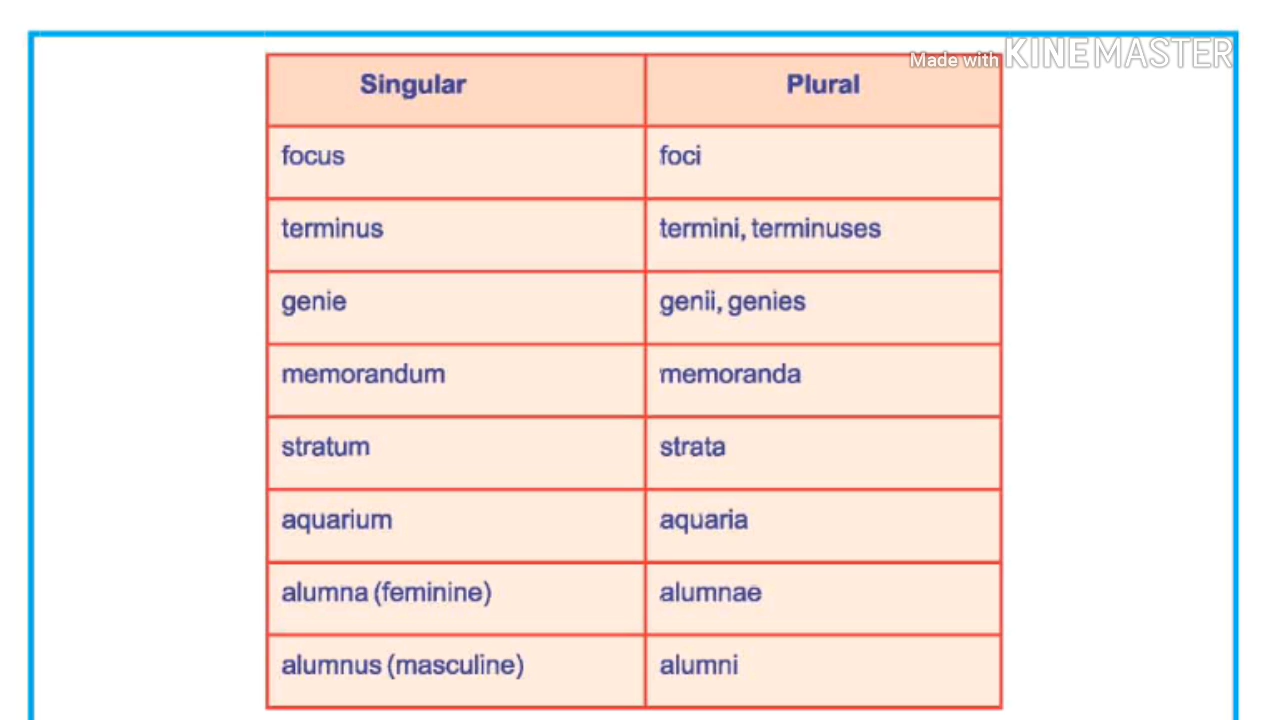 Made with KINEMASTER
Singular Plural
focus foci
terminus termini, terminuses
genie genii, genies
memorandum memoranda
stratum strata
aquarium aquaria
alumna (feminine) alumnae
alumnus (masculine) alumni